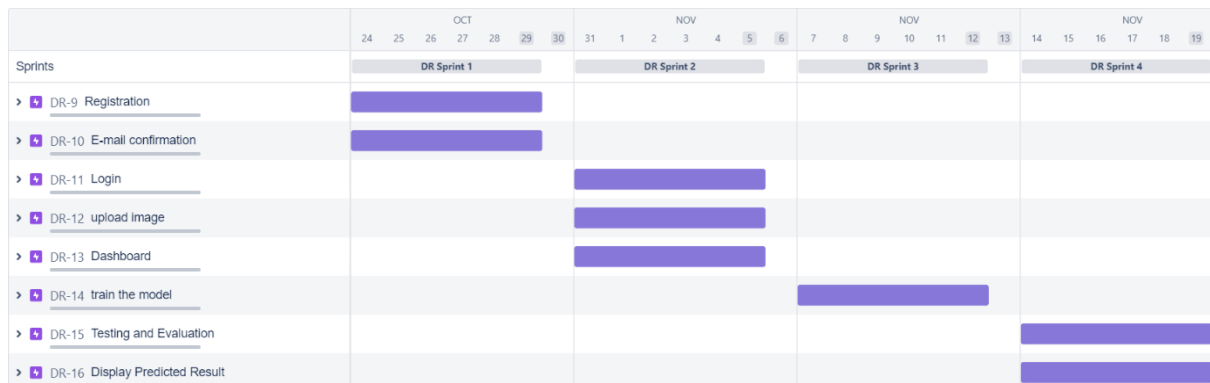 OCT NOV NOV NOV
24 25 26 27 28 29 30 31 1 2 3 4 5 6 7 8 9 10 11 12 13 14 15 16 17 18 19
Sprints DR Sprint 1 DR Sprint 2 DR Sprint 3 DR Sprint 4
DR-9 Registration
DR-10 E-mail confirmation
DR-11 Login
DR-12 upload image
DR-13 Dashboard
DR-14 train the model
DR-15 Testing and Evaluation
DR-16 Display Predicted Result